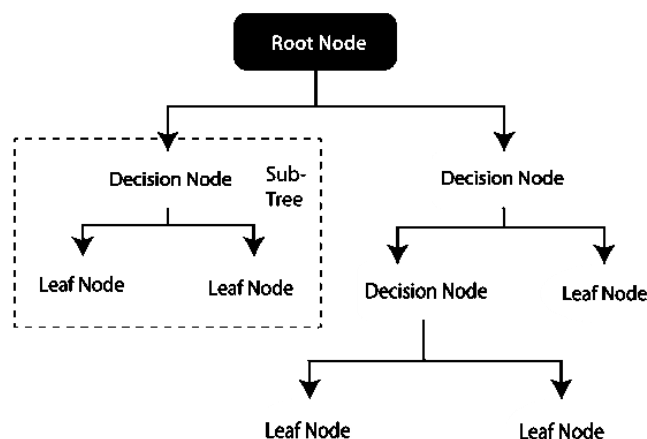 Root Node
Decision Node
Sub-
Tree
Decision Node
Leaf Node
Leaf Node
Decision Node
Leaf Node
Leaf Node
Leaf Node